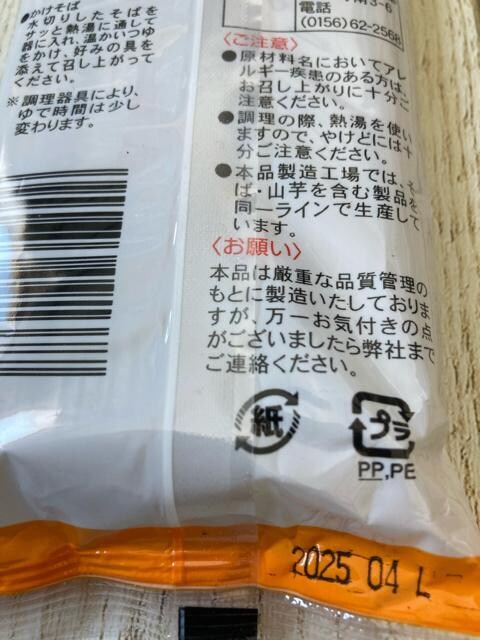 ●かけそば
水切りしたそばを
サッと熱湯に通して
器に入れ、温かいつゆ
をかけ、好みの具を
添えて召し上がって
ください。
※調理器具により、
ゆで時間は少し
変わります。
電話
(0156)62-2568
〈ご注意〉
●原材料名においてアレ
ルギー疾患のある方は、
お召し上がりに十分ご
注意ください。
●調理の際、熱湯を使い
ますので、やけどには十
分ご注意ください。
●本品製造工場では、そ
ば・山芋を含む製品を
同一ラインで生産して
います。
〈お願い〉
本品は厳重な品質管理の
もとに製造いたしておりま
すが、万一お気付きの点
がございましたら弊社まで
ご連絡ください。
紙
プラ
PP,PE
2025 04 L